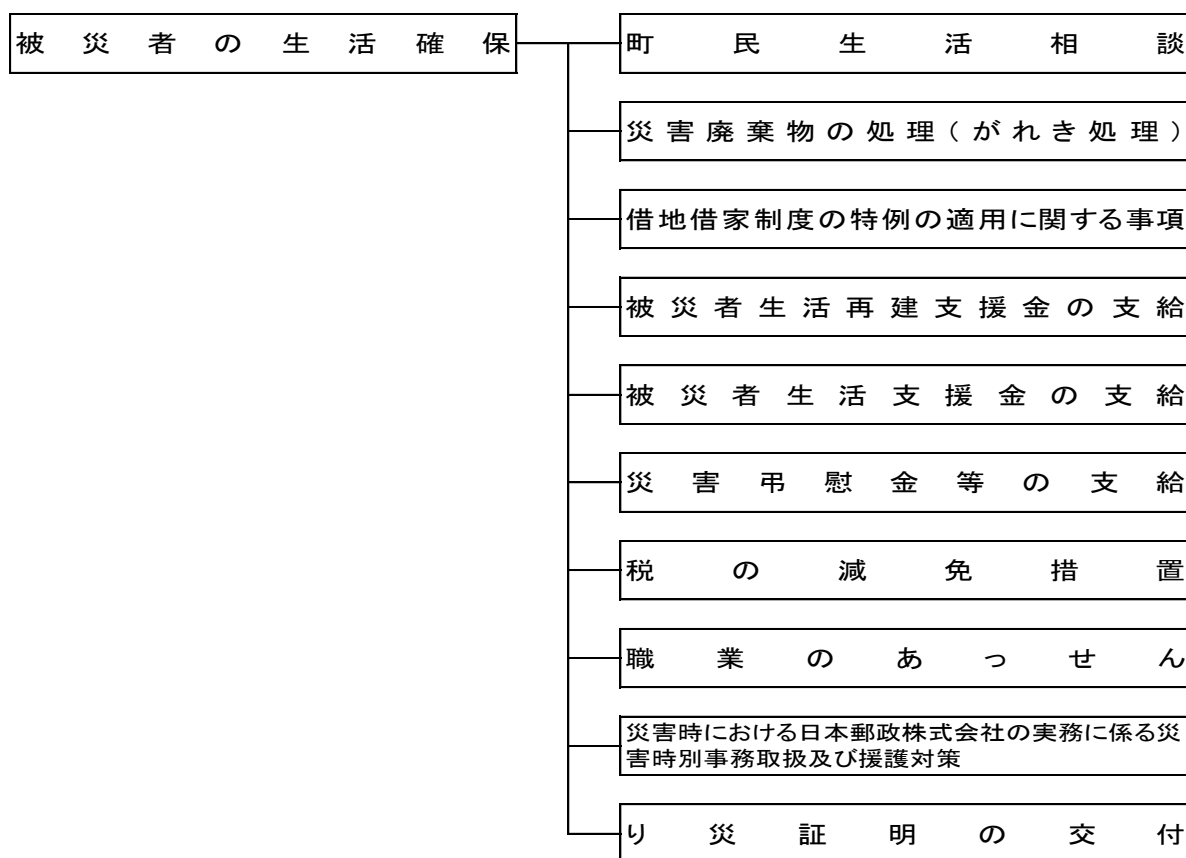 被災者の生活確保
町民生活相談
災害廃棄物の処理(がれき処理)
借地借家制度の特例の適用に関する事項
被災者生活再建支援金の支給
被災者生活支援金の支給
災害弔慰金等の支給
税の減免措置
職業のあっせん
災害時における日本郵政株式会社の実務に係る災
害時別事務取扱及び援護対策
り災証明の交付